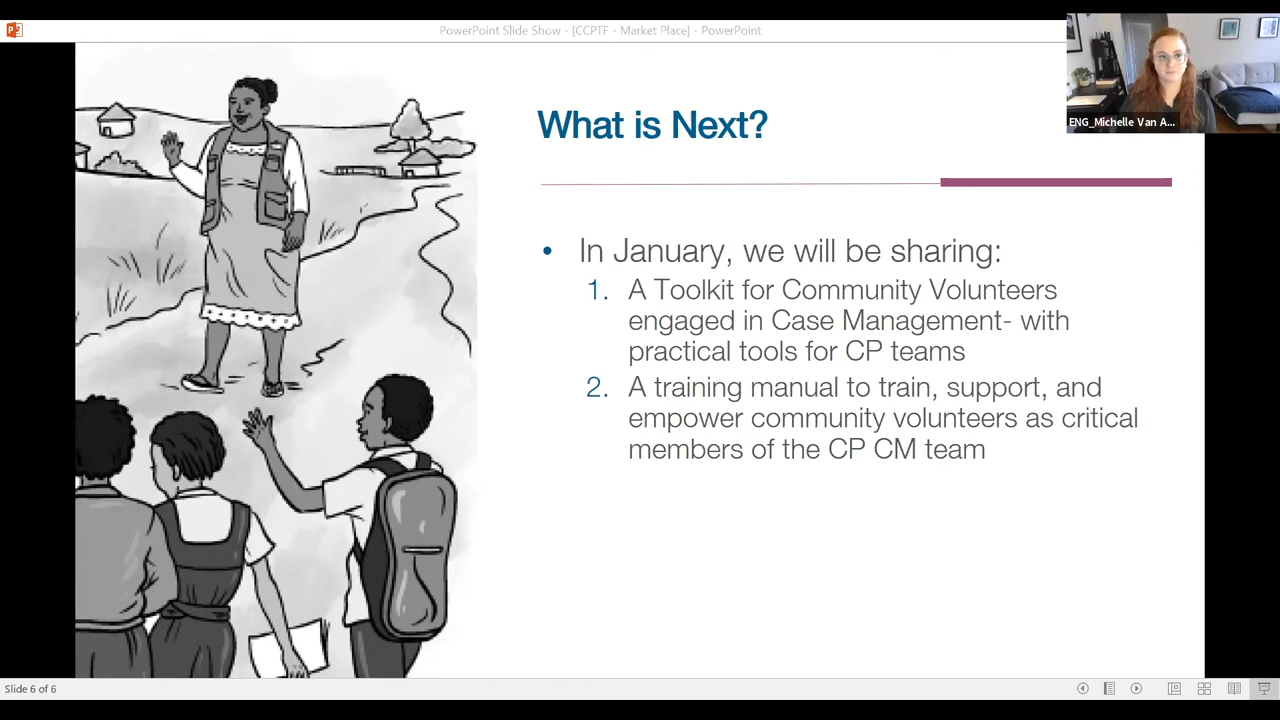 PowerPoint Slide Show - [CCPTF - Market Place] - PowerPoint
ENG_Michelle Van A...
What is Next?
• In January, we will be sharing:
1. A Toolkit for Community Volunteers
engaged in Case Management- with
practical tools for CP teams
2. A training manual to train, support, and
empower community volunteers as critical
members of the CP CM team
Slide 6 of 6